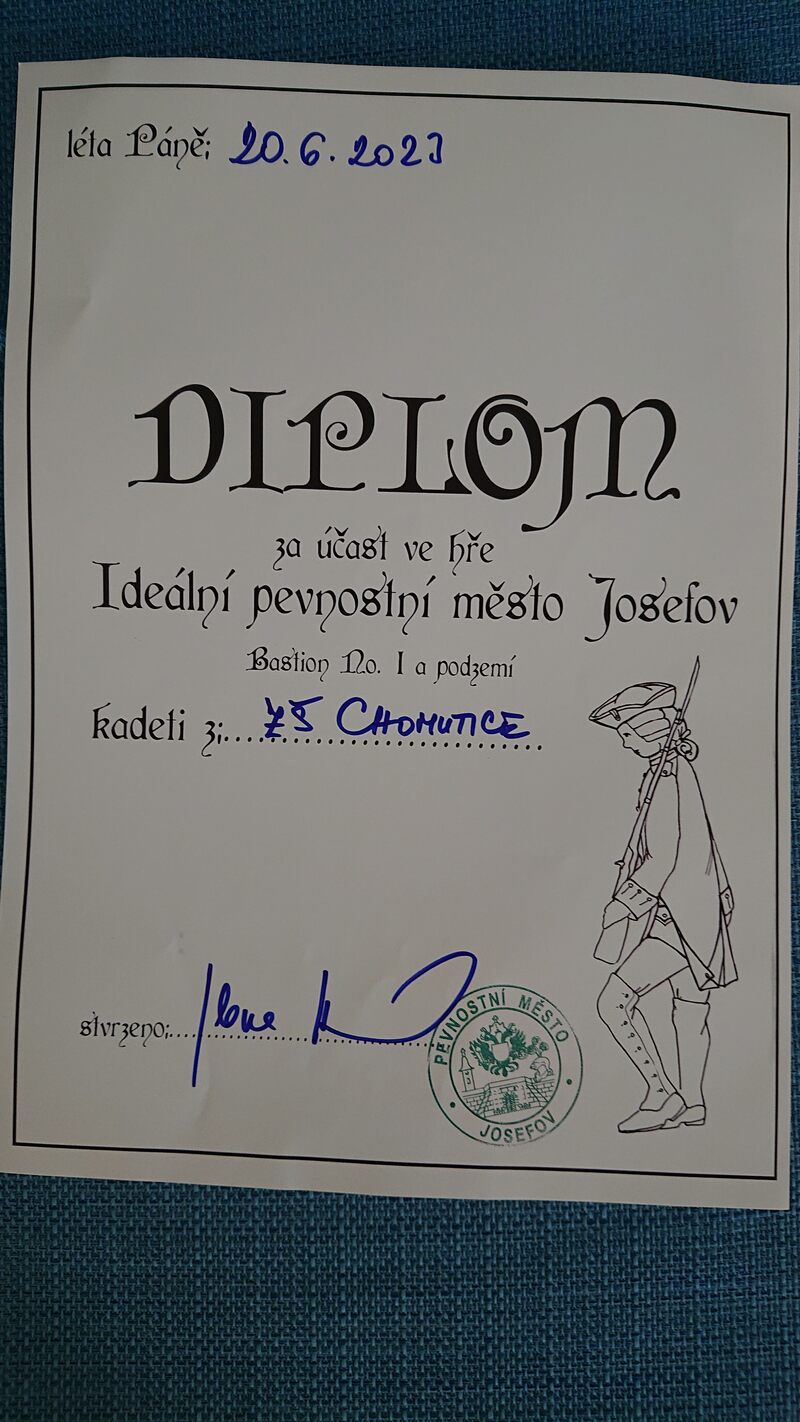 léta Páně: 20.6.2023
DIPLOM
za účast ve hře
Ideální pevnostní město Josefov
Bastion No. I a podzemí
kadeti z:....ZŠ CHOMUTICE
stvrzeno:....
PEVNOSTNÍ MĚSTO
JOSEFOV